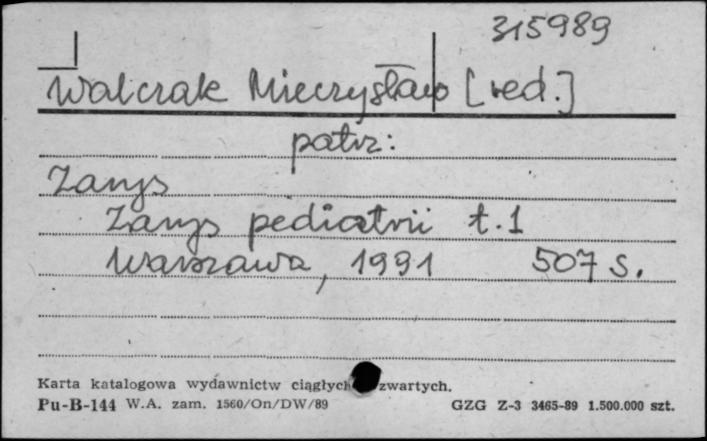 315989
Walczak Mieczysław [red.]
patrz:
Zarys
Zarys pediatrii t.1
Warszawa, 1991 507 s.
Karta katalogowa wydawnictw ciągłych zwartych.
Pu-B-144 W.A. zam. 1560/On/DW/89 GZG Z-3 3465-89 1.500.000 szt.